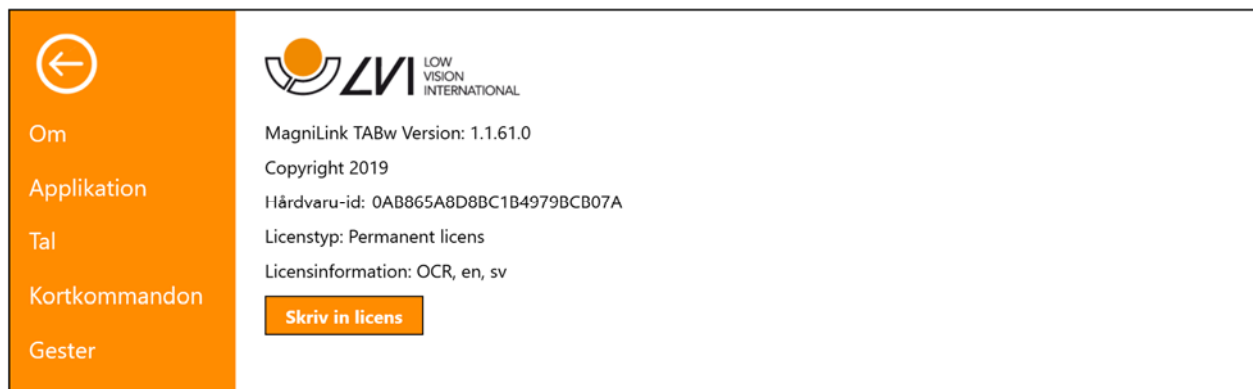 Om
Applikation
Tal
Kortkommandon
Gester
LVI LOW
VISION
INTERNATIONAL
MagniLink TABw Version: 1.1.61.0
Copyright 2019
Hårdvaru-id: 0AB865A8D8BC1B4979BCB07A
Licenstyp: Permanent licens
Licensinformation: OCR, en, sv
Skriv in licens